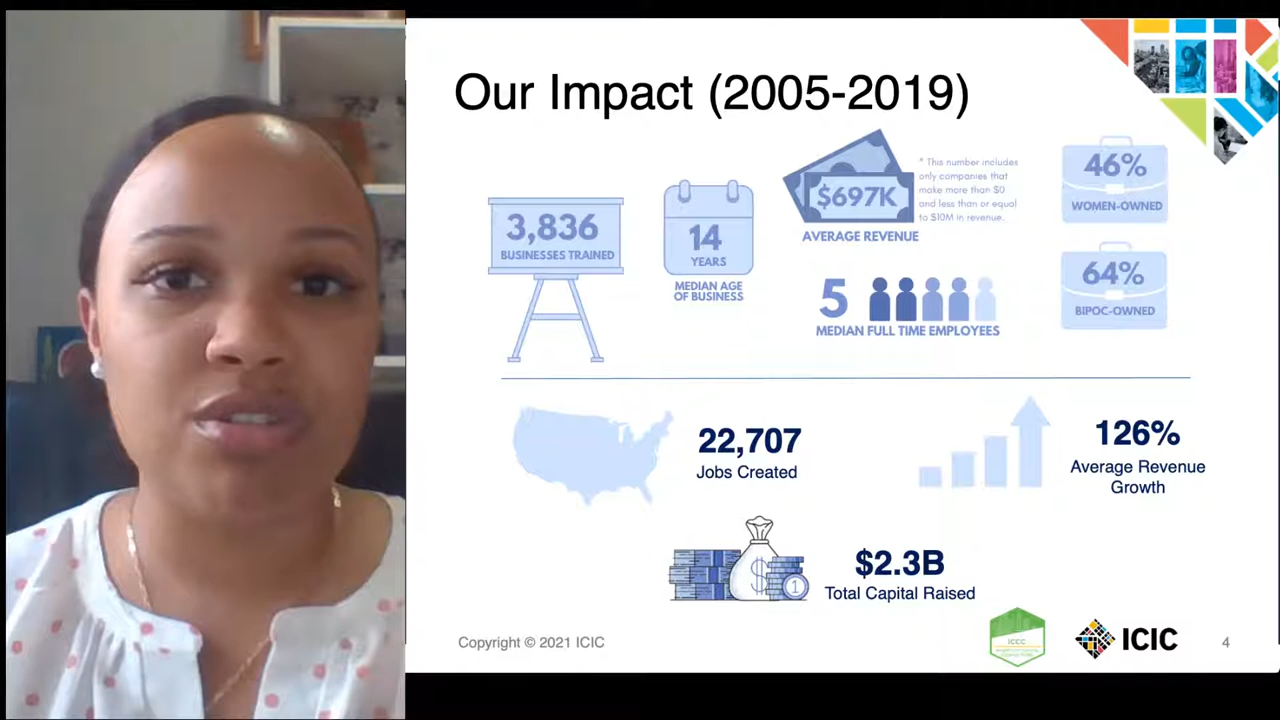 Our Impact (2005-2019)
3,836
BUSINESSES TRAINED
14
YEARS
MEDIAN AGE
OF BUSINESS
$697K
AVERAGE REVENUE
* This number includes
only companies that
make more than $0
and less than or equal
to $10M in revenue.
5
MEDIAN FULL TIME EMPLOYEES
46%
WOMEN-OWNED
64%
BIPOC-OWNED
22,707
Jobs Created
126%
Average Revenue
Growth
$
1
$2.3B
Total Capital Raised
Copyright © 2021 ICIC
ICCC
ICIC
4